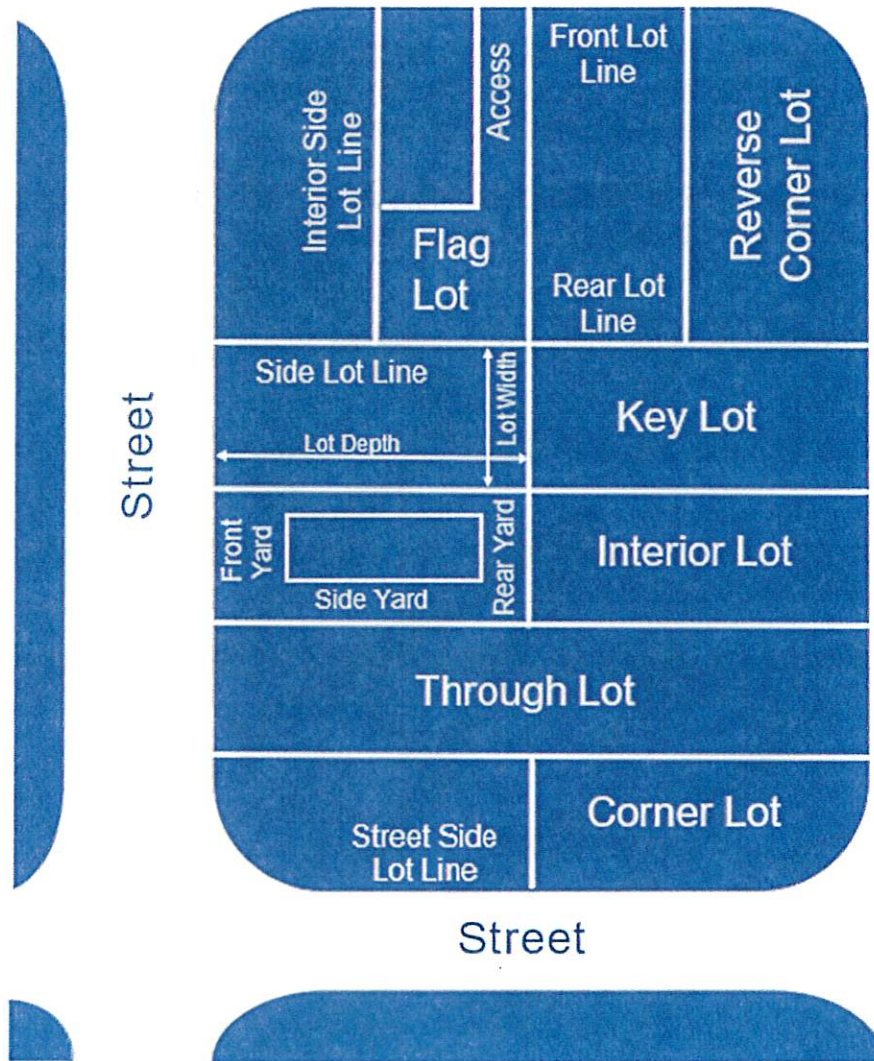 Interior Side
Lot Line
Access
Front Lot
Line
Reverse
Corner Lot
Flag
Lot
Rear Lot
Line
Side Lot Line
Lot Width
Key Lot
Lot Depth
Street
Front
Yard
Side Yard
Rear Yard
Interior Lot
Through Lot
Street Side
Lot Line
Corner Lot
Street